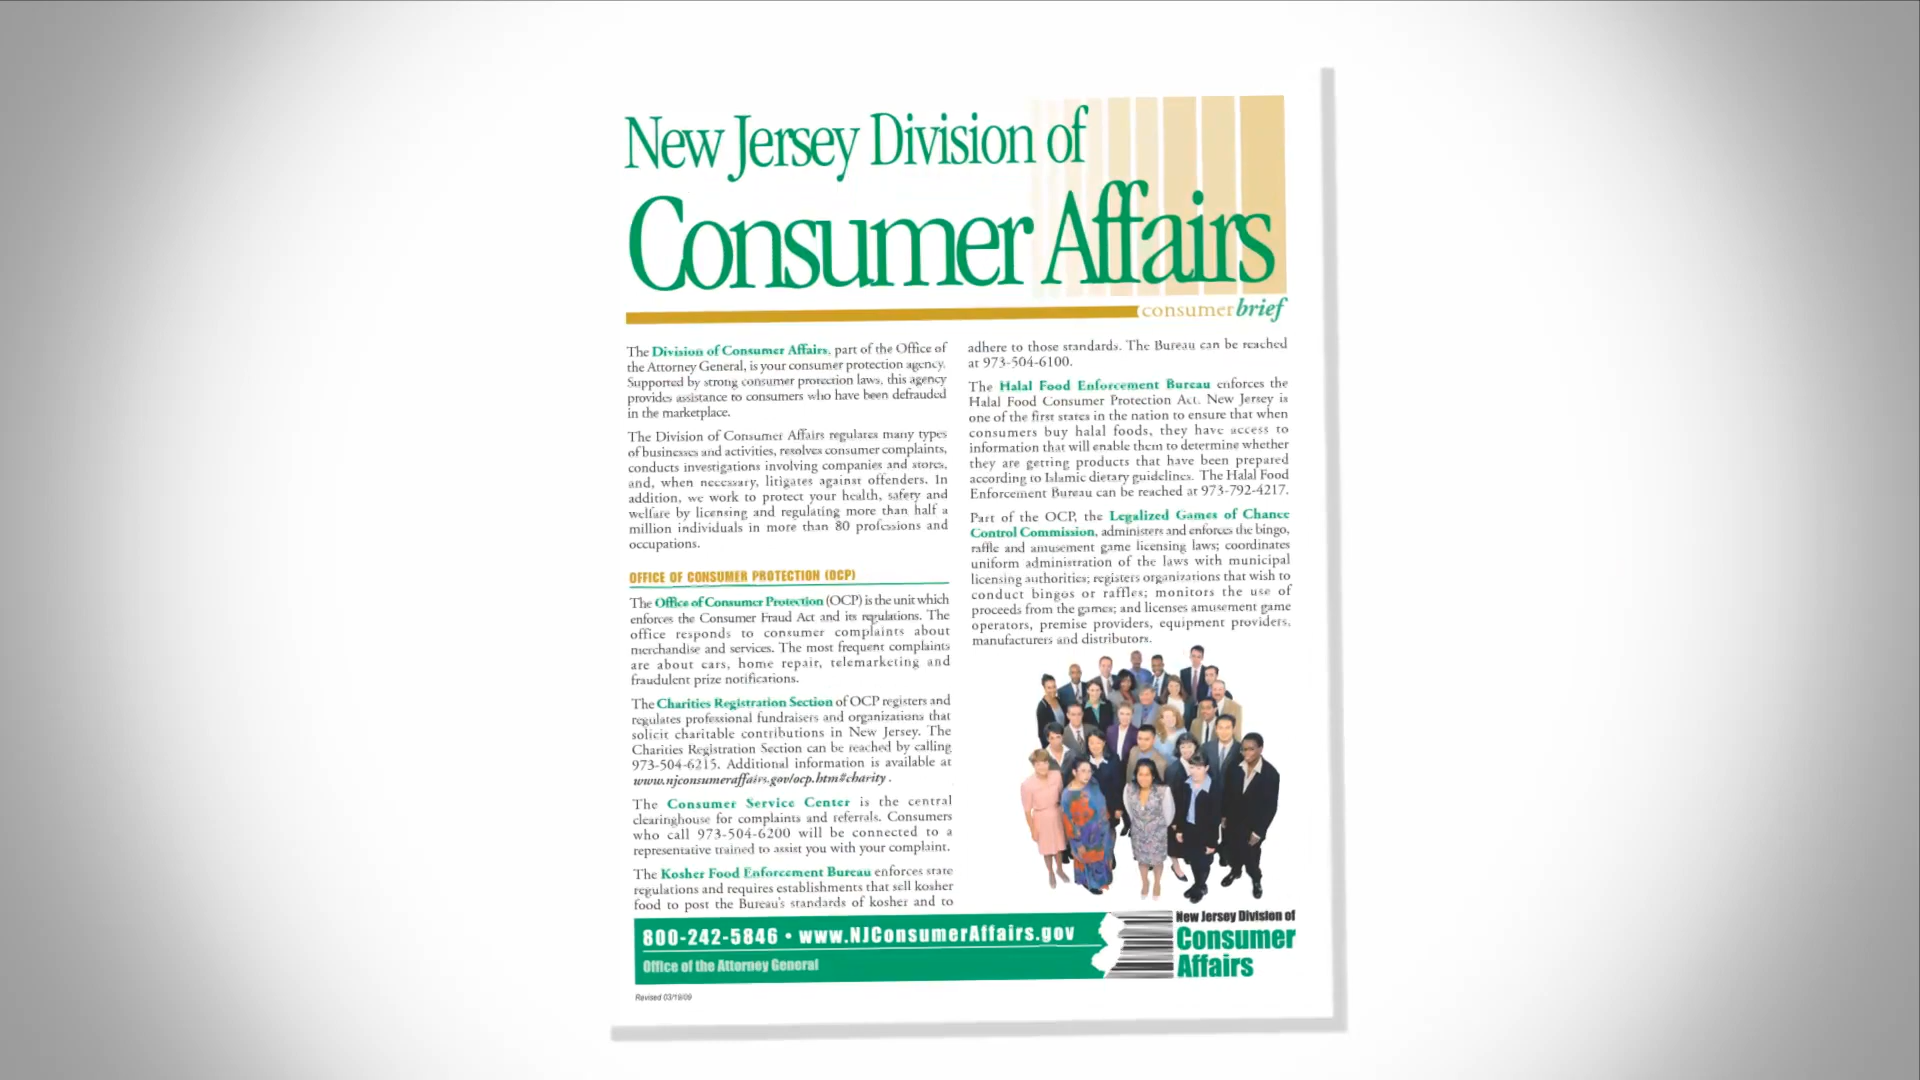 New Jersey Division of
Consumer Affairs
consumerbrief
The Division of Consumer Affairs, part of the Office of
the Attorney General, is your consumer protection agency.
Supported by strong consumer protection laws, this agency
provides assistance to consumers who have been defrauded
in the marketplace.
The Division of Consumer Affairs regulates many types
of businesses and activities, resolves consumer complaints,
conducts investigations involving companies and stores,
and, when necessary, litigates against offenders. In
addition, we work to protect your health, safety and
welfare by licensing and regulating more than half a
million individuals in more than 80 professions and
occupations.
OFFICE OF CONSUMER PROTECTION (OCP)
The Office of Consumer Protection (OCP) is the unit which
enforces the Consumer Fraud Act and its regulations. The
office responds to consumer complaints about
merchandise and services. The most frequent complaints
are about cars, home repair, telemarketing and
fraudulent prize notifications.
The Charities Registration Section of OCP registers and
regulates professional fundraisers and organizations that
solicit charitable contributions in New Jersey. The
Charities Registration Section can be reached by calling
973-504-6215. Additional information is available at
www.njconsumeraffairs.gov/ocp.htm#charity .
The Consumer Service Center is the central
clearinghouse for complaints and referrals. Consumers
who call 973-504-6200 will be connected to a
representative trained to assist you with your complaint.
The Kosher Food Enforcement Bureau enforces state
regulations and requires establishments that sell kosher
food to post the Bureau's standards of kosher and to
adhere to those standards. The Bureau can be reached
at 973-504-6100.
The Halal Food Enforcement Bureau enforces the
Halal Food Consumer Protection Act. New Jersey is
one of the first states in the nation to ensure that when
consumers buy halal foods, they have access to
information that will enable them to determine whether
they are getting products that have been prepared
according to Islamic dietary guidelines. The Halal Food
Enforcement Bureau can be reached at 973-792-4217.
Part of the OCP, the Legalized Games of Chance
Control Commission, administers and enforces the bingo,
raffle and amusement game licensing laws; coordinates
uniform administration of the laws with municipal
licensing authorities; registers organizations that wish to
conduct bingos or raffles; monitors the use of
proceeds from the games; and licenses amusement game
operators, premise providers, equipment providers,
manufacturers and distributors.
800-242-5846 • www.NJConsumerAffairs.gov
Office of the Attorney General
New Jersey Division of
Consumer
Affairs
Revised 03/19/09